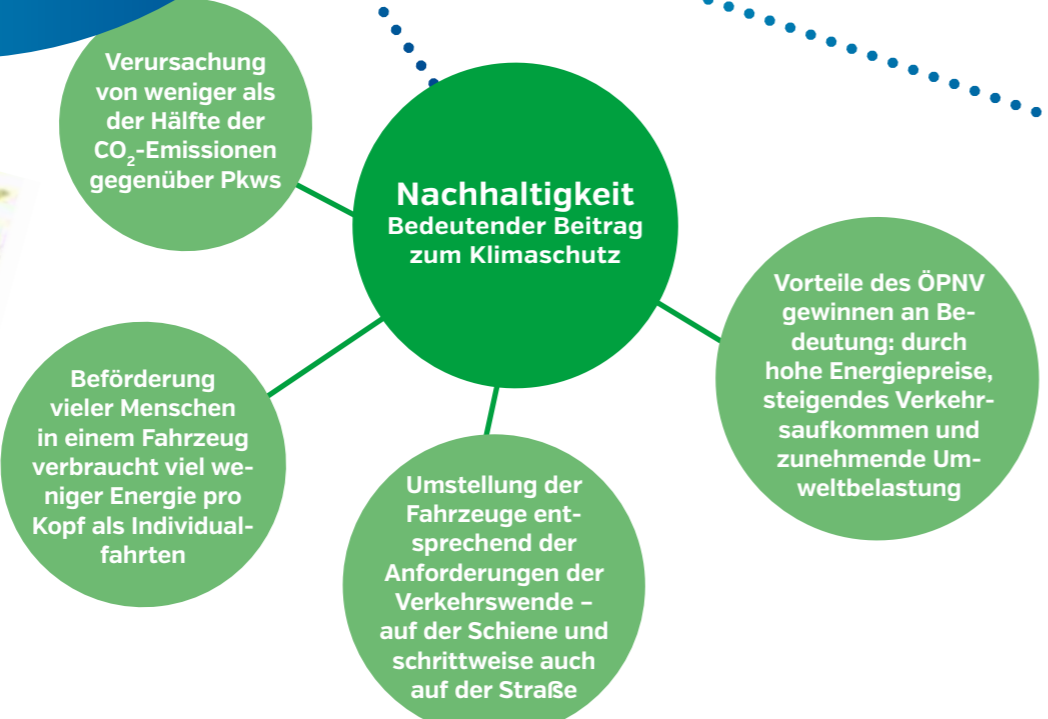 Verursachung
von weniger als
der Hälfte der
CO₂-Emissionen
gegenüber Pkws
Nachhaltigkeit
Bedeutender Beitrag
zum Klimaschutz
Vorteile des ÖPNV
gewinnen an Be-
deutung: durch
hohe Energiepreise,
steigendes Verkehr-
saufkommen und
zunehmende Um-
weltbelastung
Beförderung
vieler Menschen
in einem Fahrzeug
verbraucht viel we-
niger Energie pro
Kopf als Individual-
fahrten
Umstellung der
Fahrzeuge ent-
sprechend der
Anforderungen der
Verkehrswende –
auf der Schiene und
schrittweise auch
auf der Straße